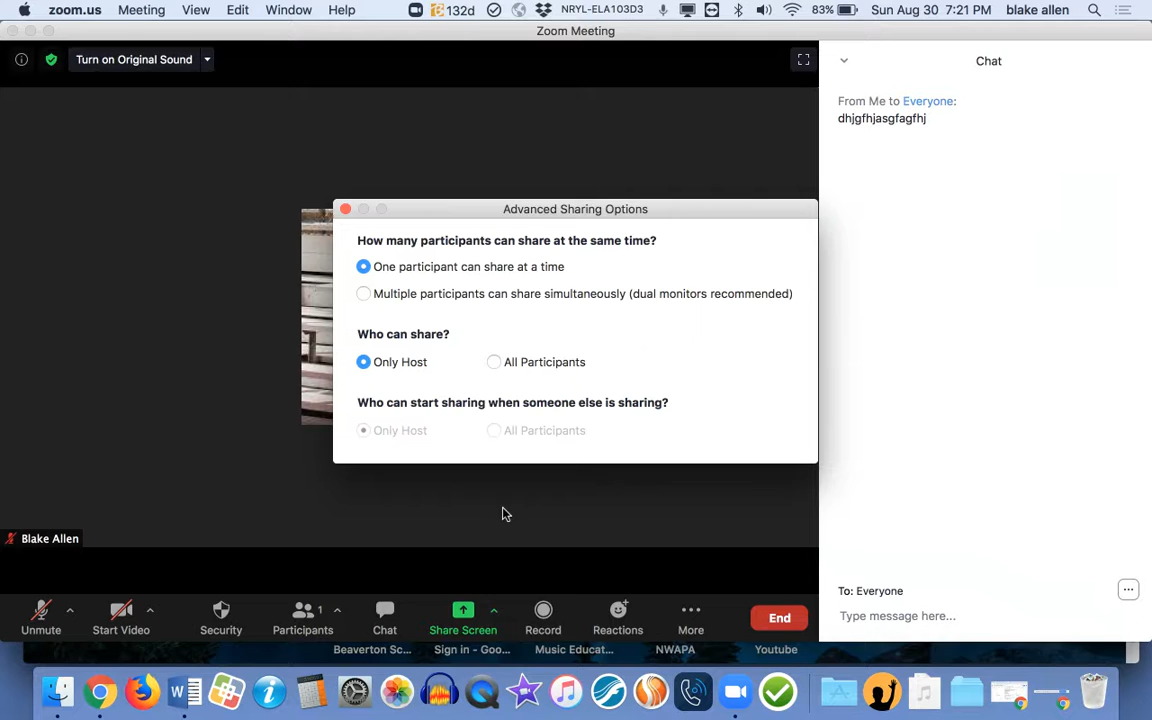 zoom.us Meeting View Edit Window Help 132d NRYL-ELA103D3 83% Sun Aug 30 7:21 PM blake allen
Zoom Meeting
Turn on Original Sound
Chat
From Me to Everyone:
dhjgfhjasgfagfhj
Advanced Sharing Options
How many participants can share at the same time?
One participant can share at a time
Multiple participants can share simultaneously (dual monitors recommended)
Who can share?
Only Host All Participants
Who can start sharing when someone else is sharing?
Only Host All Participants
Blake Allen
To: Everyone
Type message here...
Unmute Start Video Security Participants 1 Chat Share Screen Record Reactions More End
Beaverton Sc... Sign in - Goo... Music Educat... NWAPA Youtube